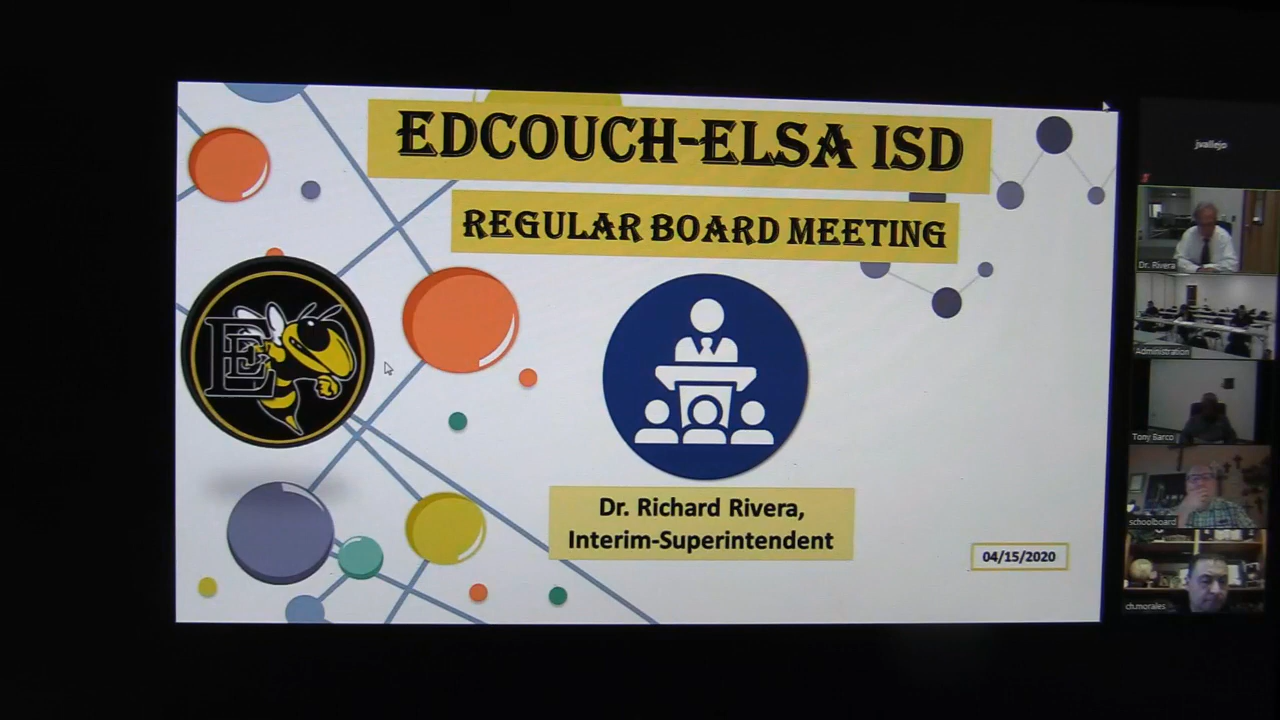 EDCOUCH-ELSA ISD
REGULAR BOARD MEETING
EE
Dr. Richard Rivera,
Interim-Superintendent
04/15/2020
jvallejo
Dr. Rivera
Administration
Tony Barco
schoolboard
ch.morales